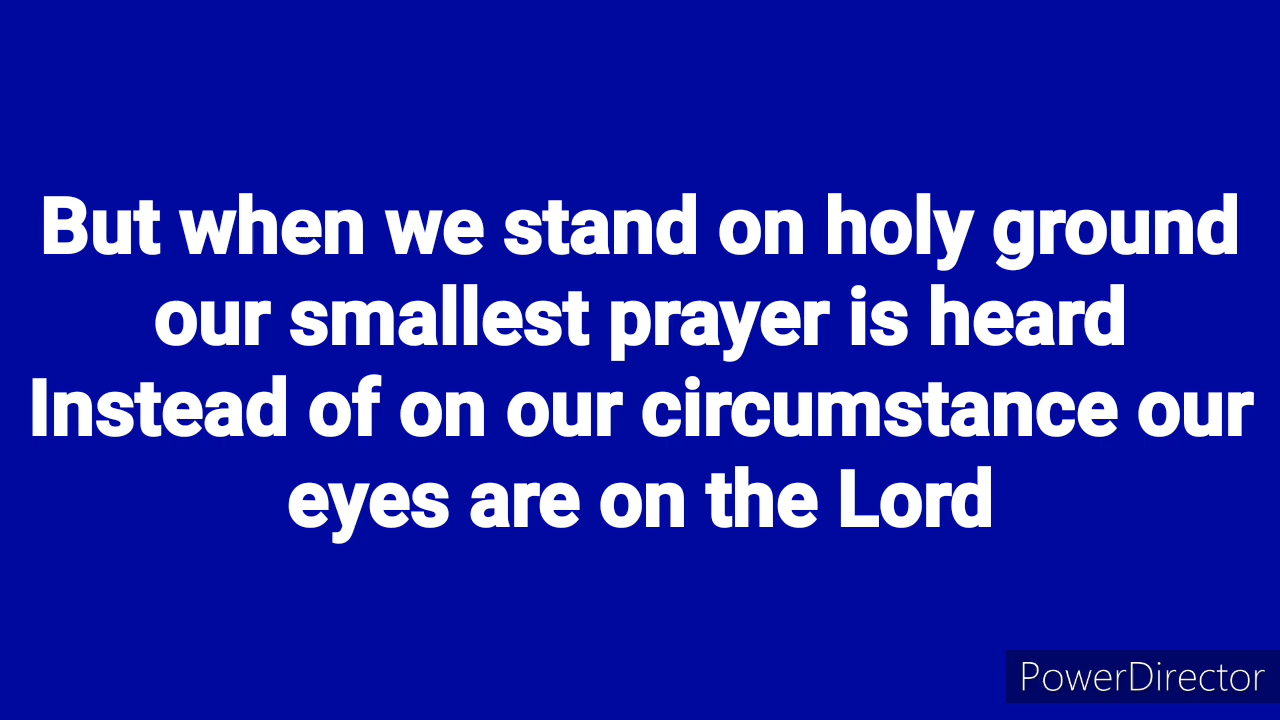 But when we stand on holy ground
our smallest prayer is heard
Instead of on our circumstance our
eyes are on the Lord
PowerDirector